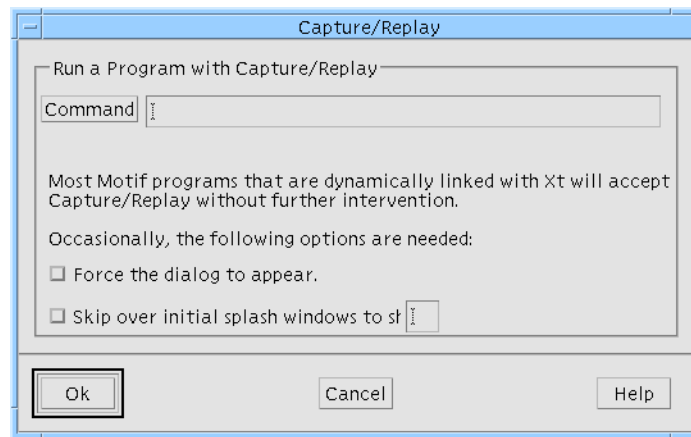 Capture/Replay
Run a Program with Capture/Replay
Command
Most Motif programs that are dynamically linked with Xt will accept
Capture/Replay without further intervention.
Occasionally, the following options are needed:
Force the dialog to appear.
Skip over initial splash windows to sh
Ok Cancel Help